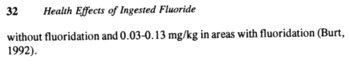 32 Health Effects of Ingested Fluoride
without fluoridation and 0.03-0.13 mg/kg in areas with fluoridation (Burt,
1992).